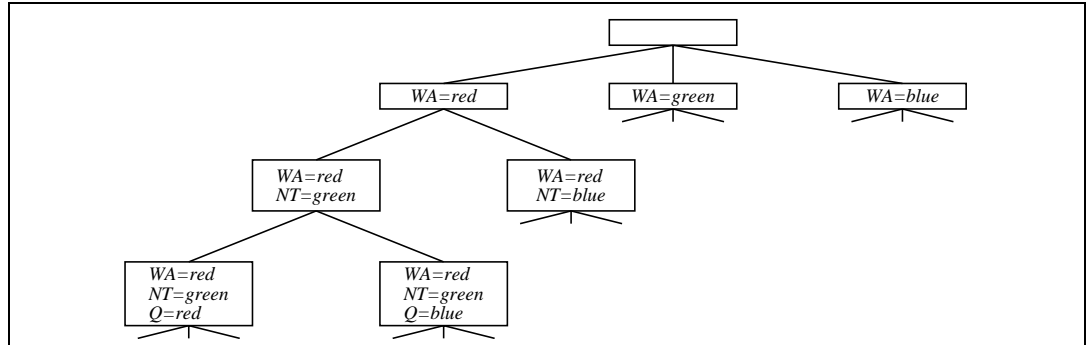 WA=red
WA=green
WA=blue
WA=red
NT=green
WA=red
NT=blue
WA=red
NT=green
Q=red
WA=red
NT=green
Q=blue